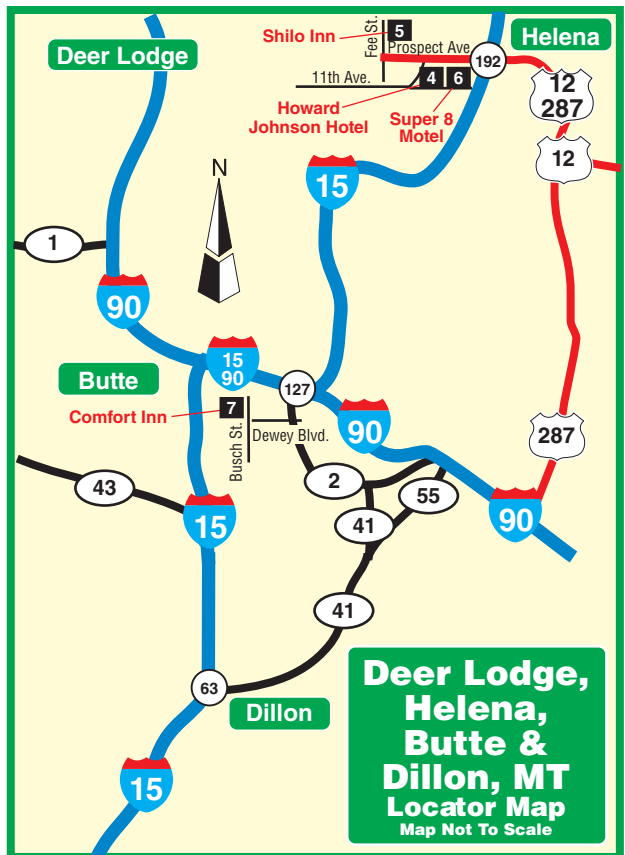 Deer Lodge
Shilo Inn
5
Fee St.
Prospect Ave.
192
Helena
11th Ave.
4
6
Howard
Johnson Hotel
Super 8
Motel
12
287
12
N
15
1
90
15
90
127
Butte
Comfort Inn
7
Busch St.
Dewey Blvd.
90
287
43
2
55
15
41
90
41
63
Dillon
15
Deer Lodge,
Helena,
Butte &
Dillon, MT
Locator Map
Map Not To Scale